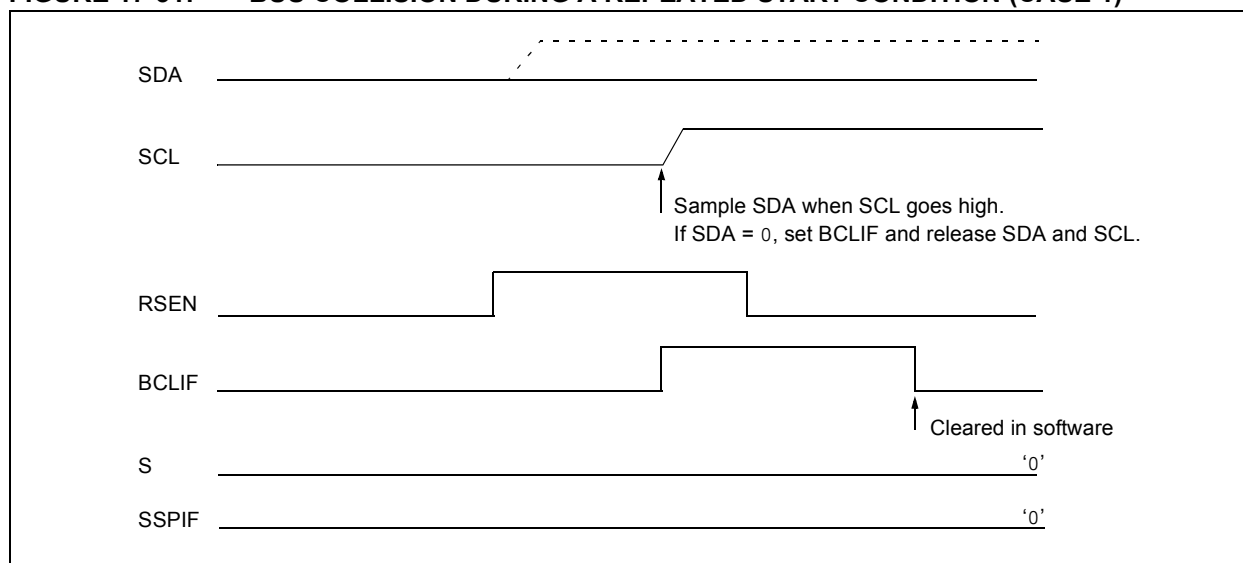 SDA
SCL
Sample SDA when SCL goes high.
If SDA = 0, set BCLIF and release SDA and SCL.
RSEN
BCLIF
Cleared in software
S
‘0’
SSPIF
‘0’